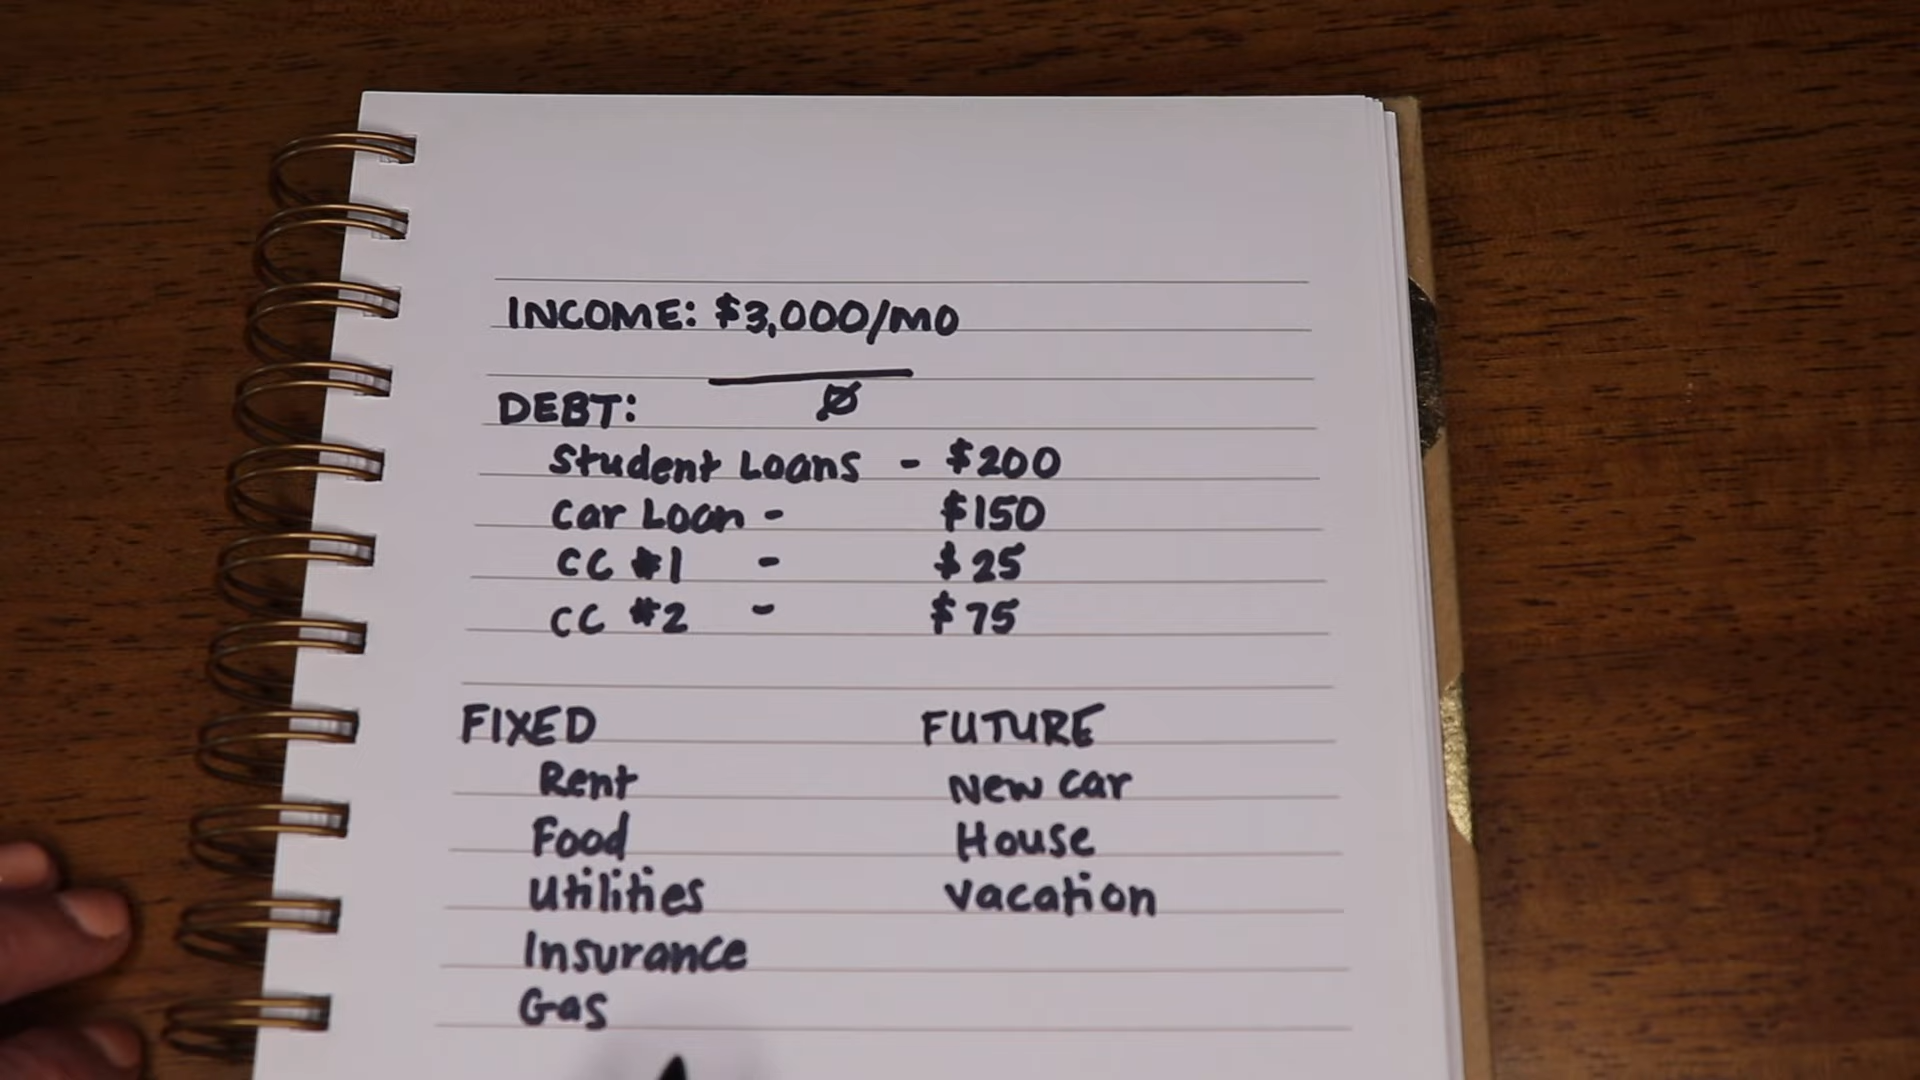 INCOME: $3,000/MO
Ø
DEBT:
Student Loans - $200
Car Loan - $150
CC #1 - $25
CC #2 - $75
FIXED FUTURE
Rent New Car
Food House
Utilities Vacation
Insurance
Gas